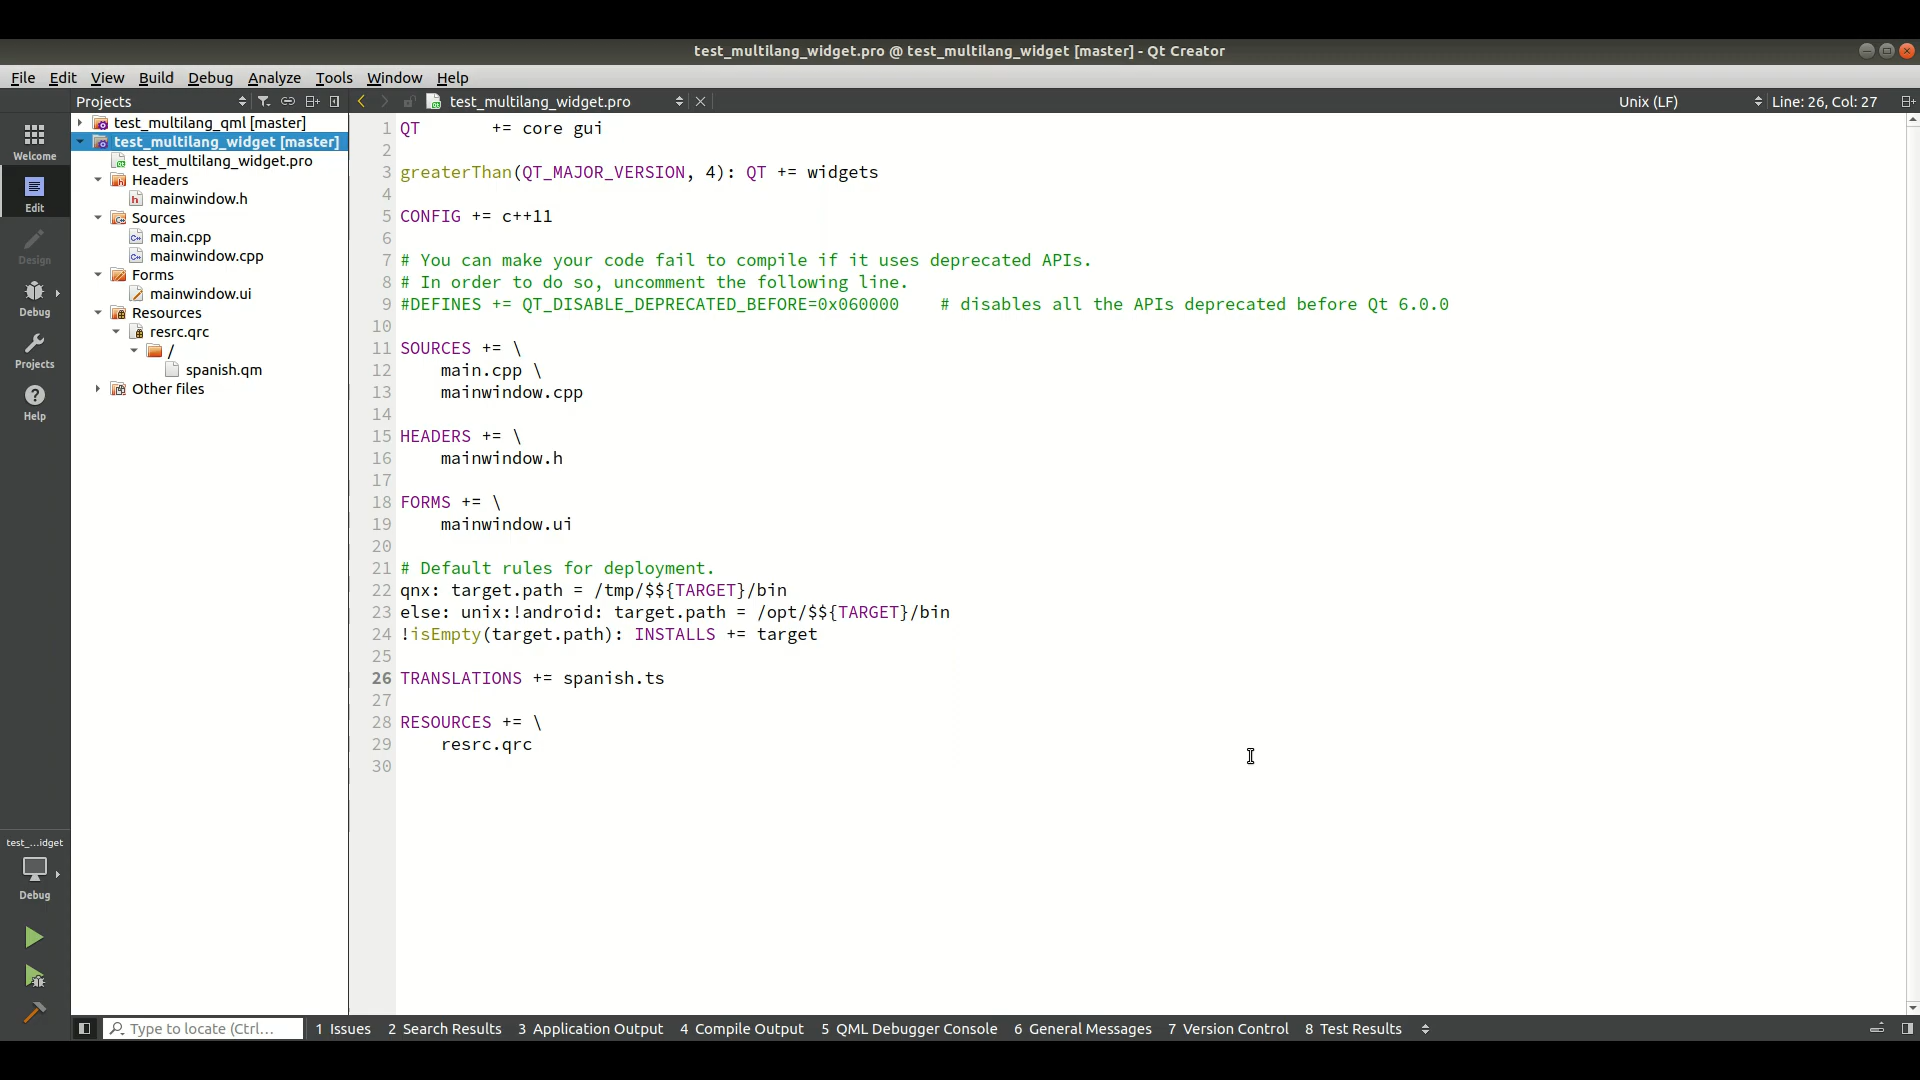 test_multilang_widget.pro @ test_multilang_widget [master] - Qt Creator
File Edit View Build Debug Analyze Tools Window Help
Projects
test_multilang_widget.pro
Unix (LF)
Line: 26, Col: 27
Welcome
Edit
Design
Debug
Projects
Help
test_multilang_qml [master]
test_multilang_widget [master]
test_multilang_widget.pro
Headers
mainwindow.h
Sources
main.cpp
mainwindow.cpp
Forms
mainwindow.ui
Resources
resrc.qrc
/
spanish.qm
Other files
1 QT       += core gui
2
3 greaterThan(QT_MAJOR_VERSION, 4): QT += widgets
4
5 CONFIG += c++11
6
7 # You can make your code fail to compile if it uses deprecated APIs.
8 # In order to do so, uncomment the following line.
9 #DEFINES += QT_DISABLE_DEPRECATED_BEFORE=0x060000    # disables all the APIs deprecated before Qt 6.0.0
10
11 SOURCES += \
12     main.cpp \
13     mainwindow.cpp
14
15 HEADERS += \
16     mainwindow.h
17
18 FORMS += \
19     mainwindow.ui
20
21 # Default rules for deployment.
22 qnx: target.path = /tmp/$${TARGET}/bin
23 else: unix:!android: target.path = /opt/$${TARGET}/bin
24 !isEmpty(target.path): INSTALLS += target
25
26 TRANSLATIONS += spanish.ts
27
28 RESOURCES += \
29     resrc.qrc
30
test_...idget
Debug
Type to locate (Ctrl...
1 Issues 2 Search Results 3 Application Output 4 Compile Output 5 QML Debugger Console 6 General Messages 7 Version Control 8 Test Results